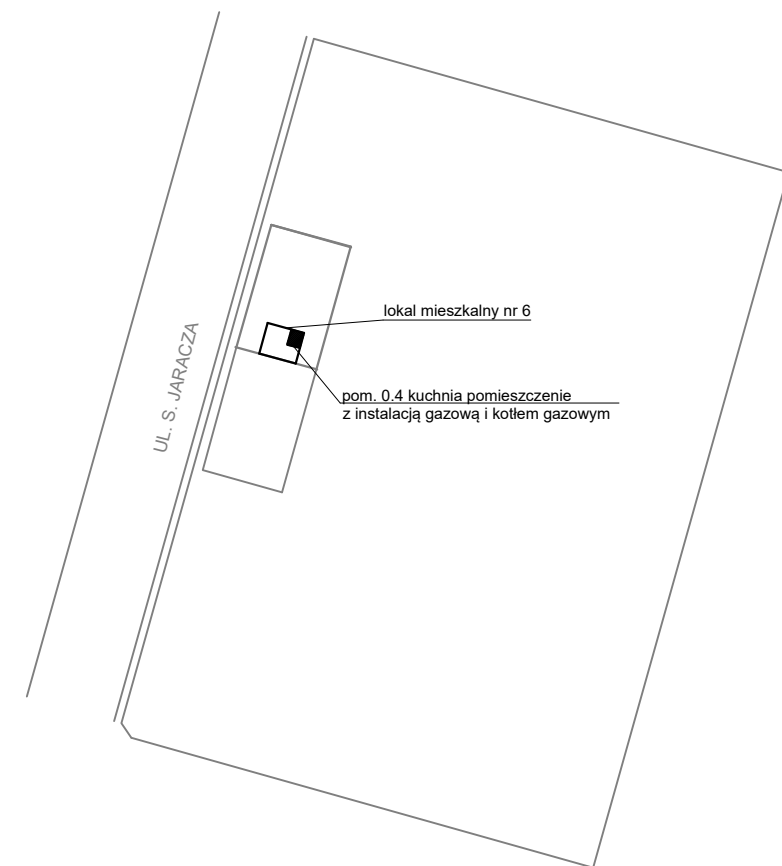 lokal mieszkalny nr 6
UL. S. JARACZA
pom. 0.4 kuchnia pomieszczenie
z instalacją gazową i kotłem gazowym